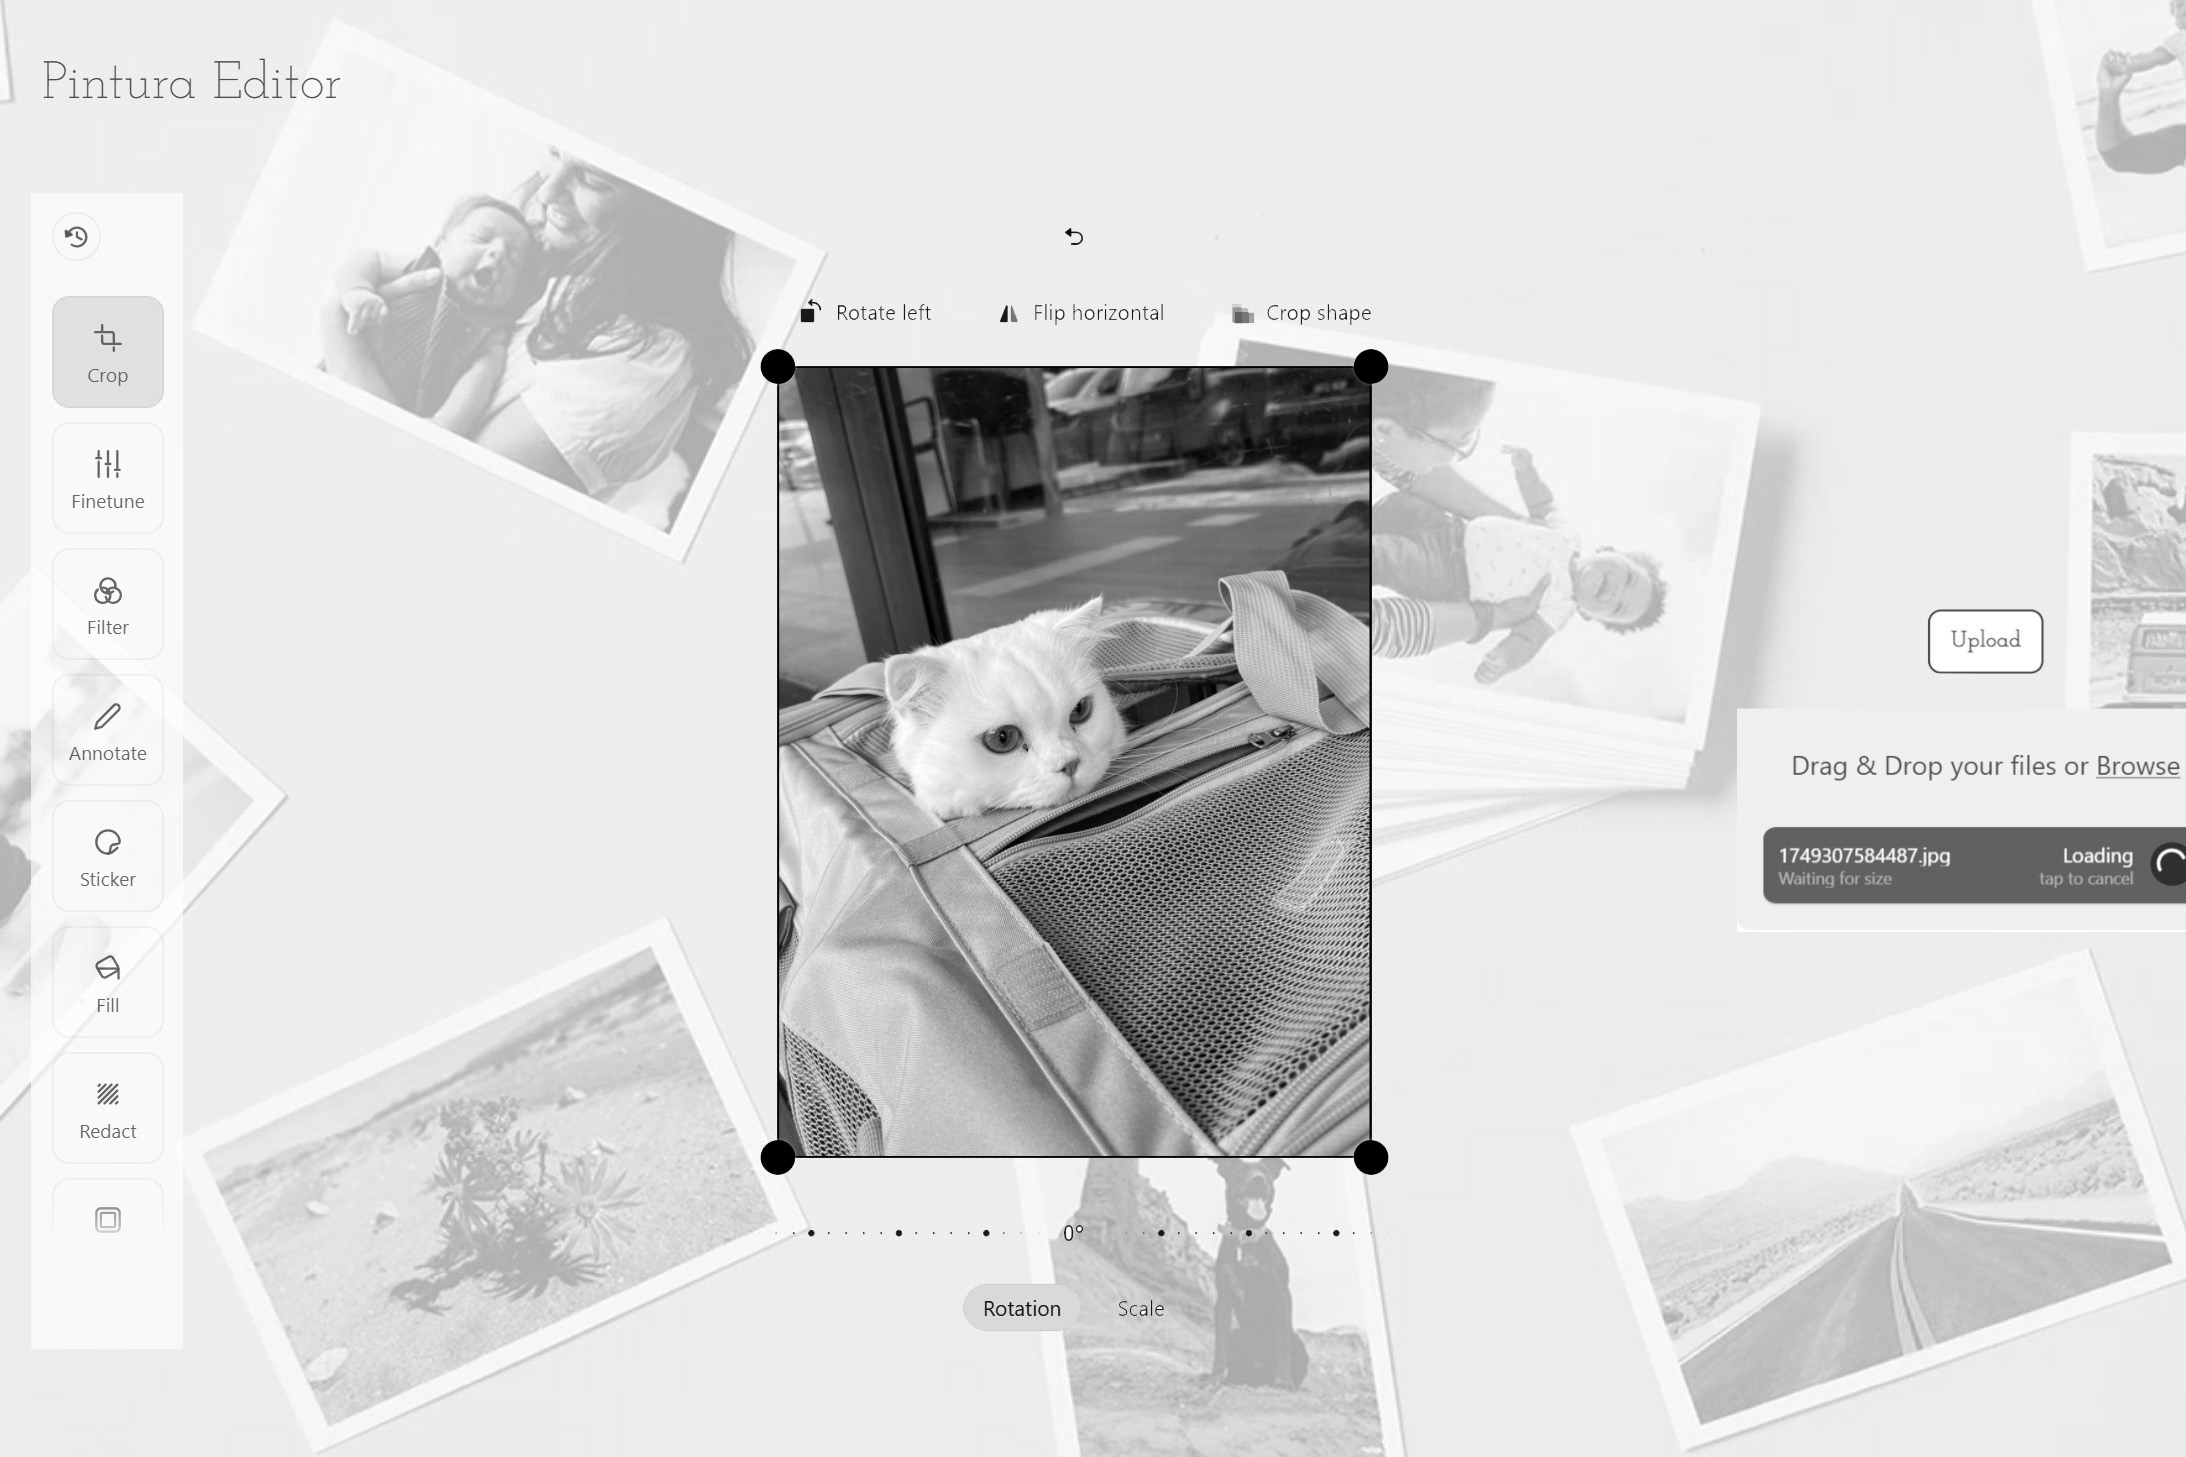 Pintura Editor
Rotate left
Flip horizontal
Crop shape
Crop
Finetune
Filter
Annotate
Sticker
Fill
Redact
Upload
Drag & Drop your files or Browse
1749307584487.jpg
Waiting for size
Loading
tap to cancel
0°
Rotation
Scale